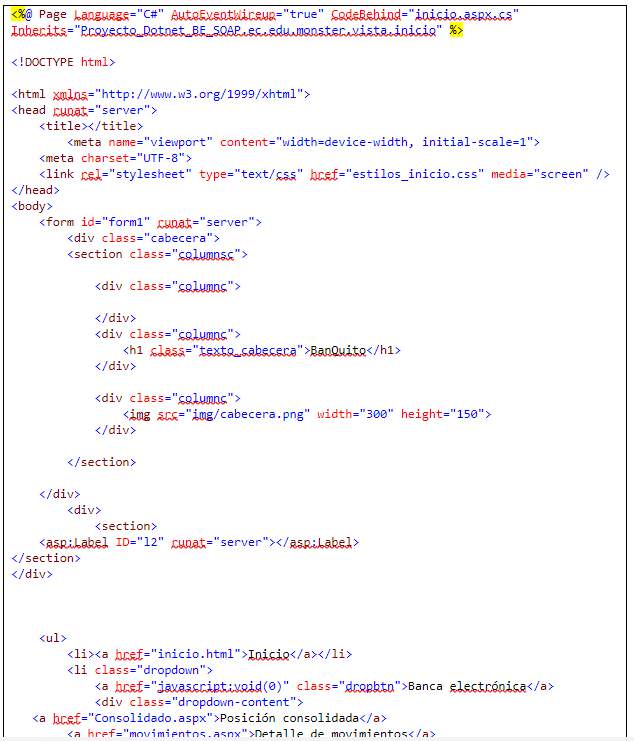 <%@ Page Language="C#" AutoEventWireup="true" CodeBehind="inicio.aspx.cs"
Inherits="Proyecto_Dotnet_BE_SOAP.ec.edu.monster.vista.inicio" %>
<!DOCTYPE html>
<html xmlns="http://www.w3.org/1999/xhtml">
<head runat="server">
<title></title>
<meta name="viewport" content="width=device-width, initial-scale=1">
<meta charset="UTF-8">
<link rel="stylesheet" type="text/css" href="estilos_inicio.css" media="screen" />
</head>
<body>
<form id="form1" runat="server">
<div class="cabecera">
<section class="columnsc">
<div class="columnc">
</div>
<div class="columnc">
<h1 class="texto_cabecera">BanQuito</h1>
</div>
<div class="columnc">
<img src="img/cabecera.png" width="300" height="150">
</div>
</section>
</div>
<div>
<section>
<asp:Label ID="l2" runat="server"></asp:Label>
</section>
</div>
<ul>
<li><a href="inicio.html">Inicio</a></li>
<li class="dropdown">
<a href="javascript:void(0)" class="dropbtn">Banca electrónica</a>
<div class="dropdown-content">
<a href="Consolidado.aspx">Posición consolidada</a>
<a href="movimientos.aspx">Detalle de movimientos</a>